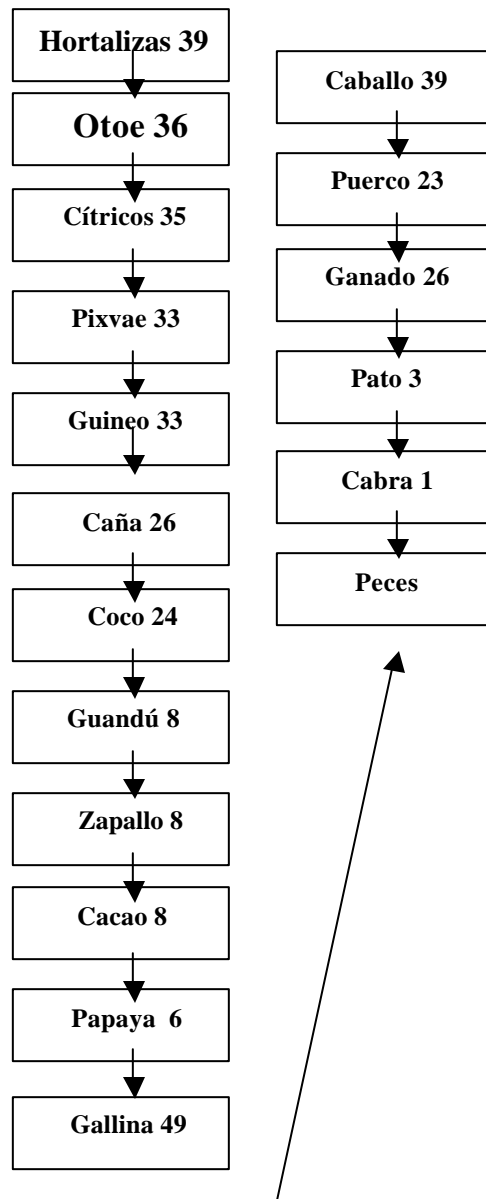 Hortalizas 39
Otoe 36
Cítricos 35
Pixvae 33
Guineo 33
Caña 26
Coco 24
Guandú 8
Zapallo 8
Cacao 8
Papaya 6
Gallina 49
Caballo 39
Puerco 23
Ganado 26
Pato 3
Cabra 1
Peces